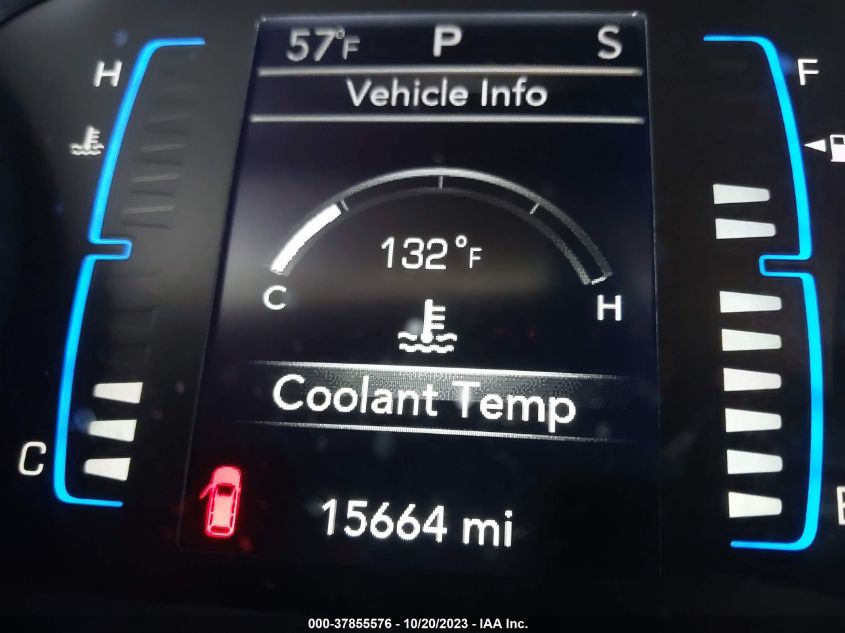 57°F P S
H
F
Vehicle Info
132°F
C
H
Coolant Temp
C
15664 mi
000-37855576 - 10/20/2023 - IAA Inc.